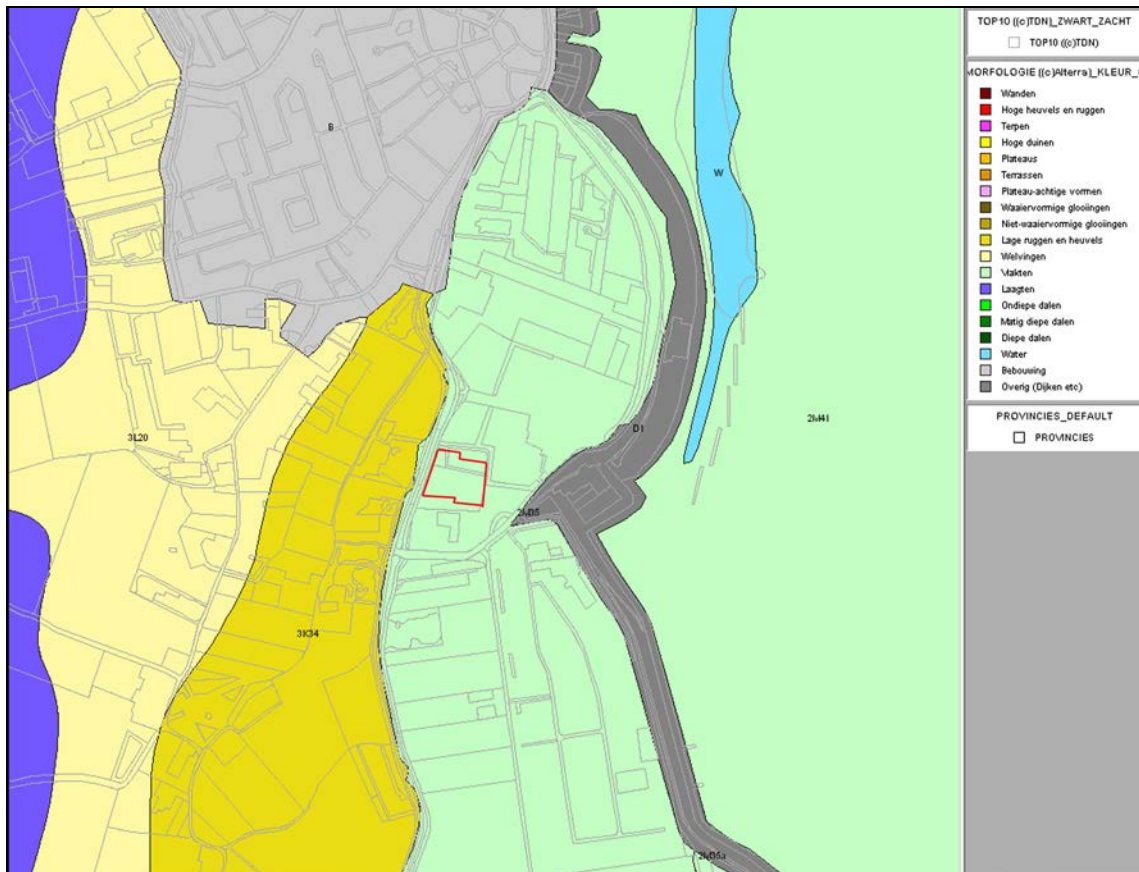 TOP10 ((c)TDN)_ZWART_ZACHT
TOP10 ((c)TDN)
MORFOLOGIE ((c)Alterra)_KLEUR_
Wanden
Hoge heuvels en ruggen
Terpen
Hoge duinen
Plateaus
Terrassen
Plateau-achtige vormen
Waaiervormige glooiingen
Niet-waaiervormige glooiingen
Lage ruggen en heuvels
Welvingen
Vlakten
Laagten
Ondiepe dalen
Matig diepe dalen
Diepe dalen
Water
Bebouwing
Overig (Dijken etc)
PROVINCIES_DEFAULT
PROVINCIES
B
W
2M41
D1
3L20
2M35
3K34
2M35a